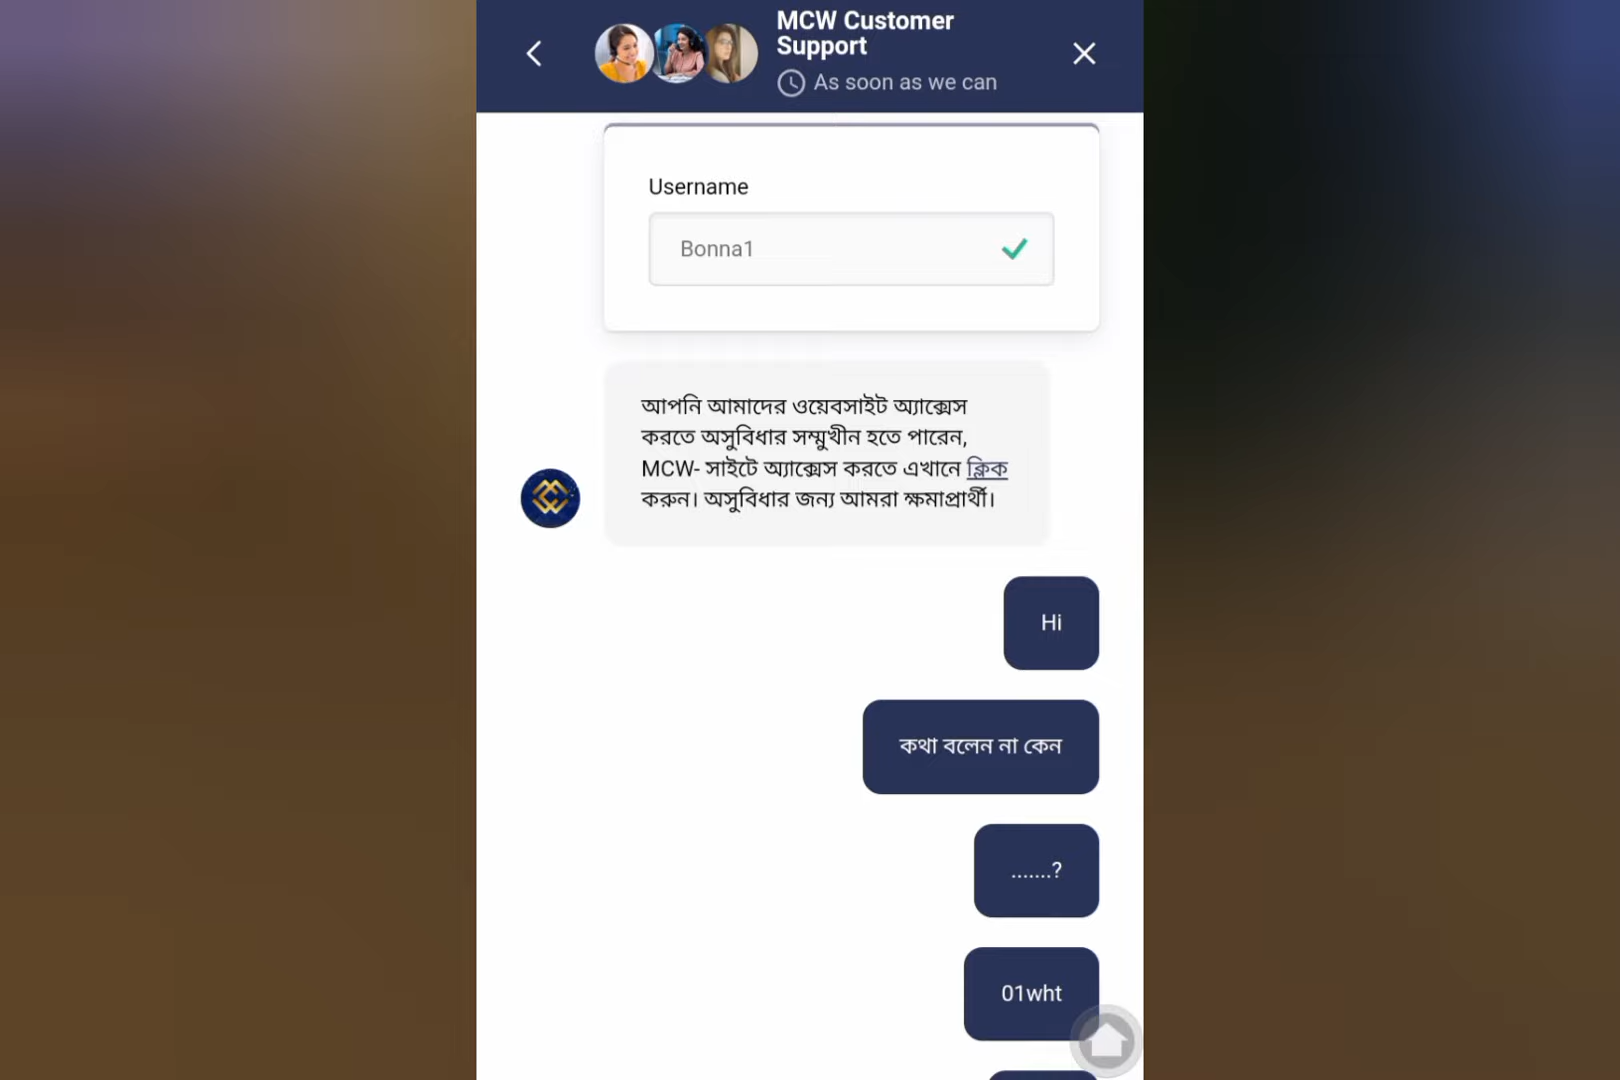 MCW Customer
Support
As soon as we can
Username
Bonna1
আপনি আমাদের ওয়েবসাইট অ্যাক্সেস
করতে অসুবিধার সম্মুখীন হতে পারেন,
MCW- সাইটে অ্যাক্সেস করতে এখানে ক্লিক
করুন। অসুবিধার জন্য আমরা ক্ষমাপ্রার্থী।
Hi
কথা বলেন না কেন
.......?
01wht